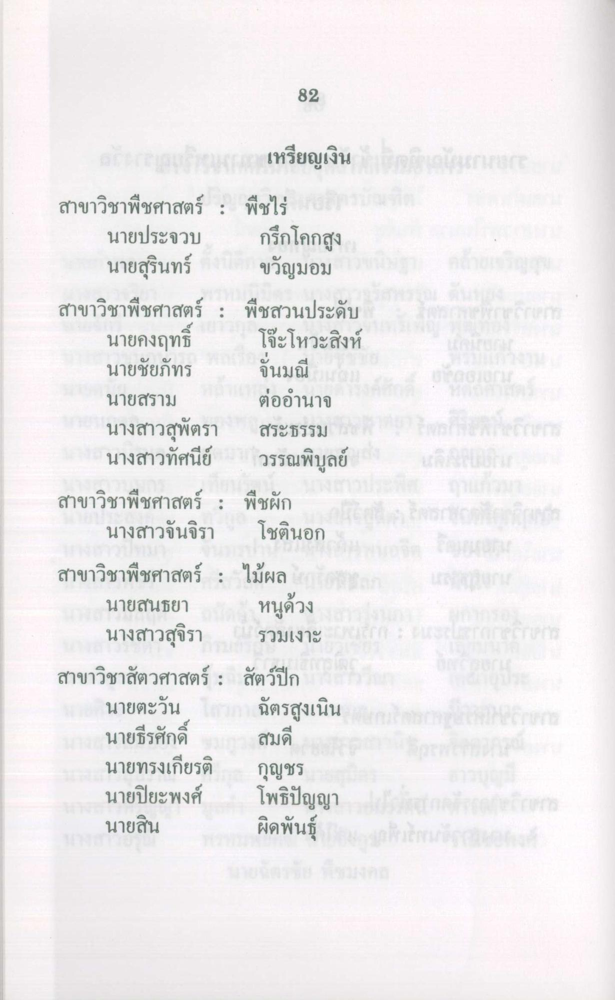 82
เหรียญเงิน
สาขาวิชาพืชศาสตร์ : พืชไร่
นายประจวบ กรึกโคกสูง
นายสุรินทร์ ขวัญมอม
สาขาวิชาพืชศาสตร์ : พืชสวนประดับ
นายคงฤทธิ์ โจ๊ะโหวะสิงห์
นายชัยภัทร จั่นมณี
นายสราม ต่ออำนาจ
นางสาวสุพัตรา สระธรรม
นางสาวทัศนีย์ วรรณพิบูลย์
สาขาวิชาพืชศาสตร์ : พืชผัก
นางสาวจันจิรา โชตินอก
สาขาวิชาพืชศาสตร์ : ไม้ผล
นายสนธยา หนูด้วง
นางสาวสุจิรา รวมเงาะ
สาขาวิชาสัตวศาสตร์ : สัตว์ปีก
นายตะวัน ฉัตรสูงเนิน
นายธีรศักดิ์ สมดี
นายทรงเกียรติ กุญชร
นายปิยะพงศ์ โพธิปัญญา
นายสิน ผิดพันธุ์